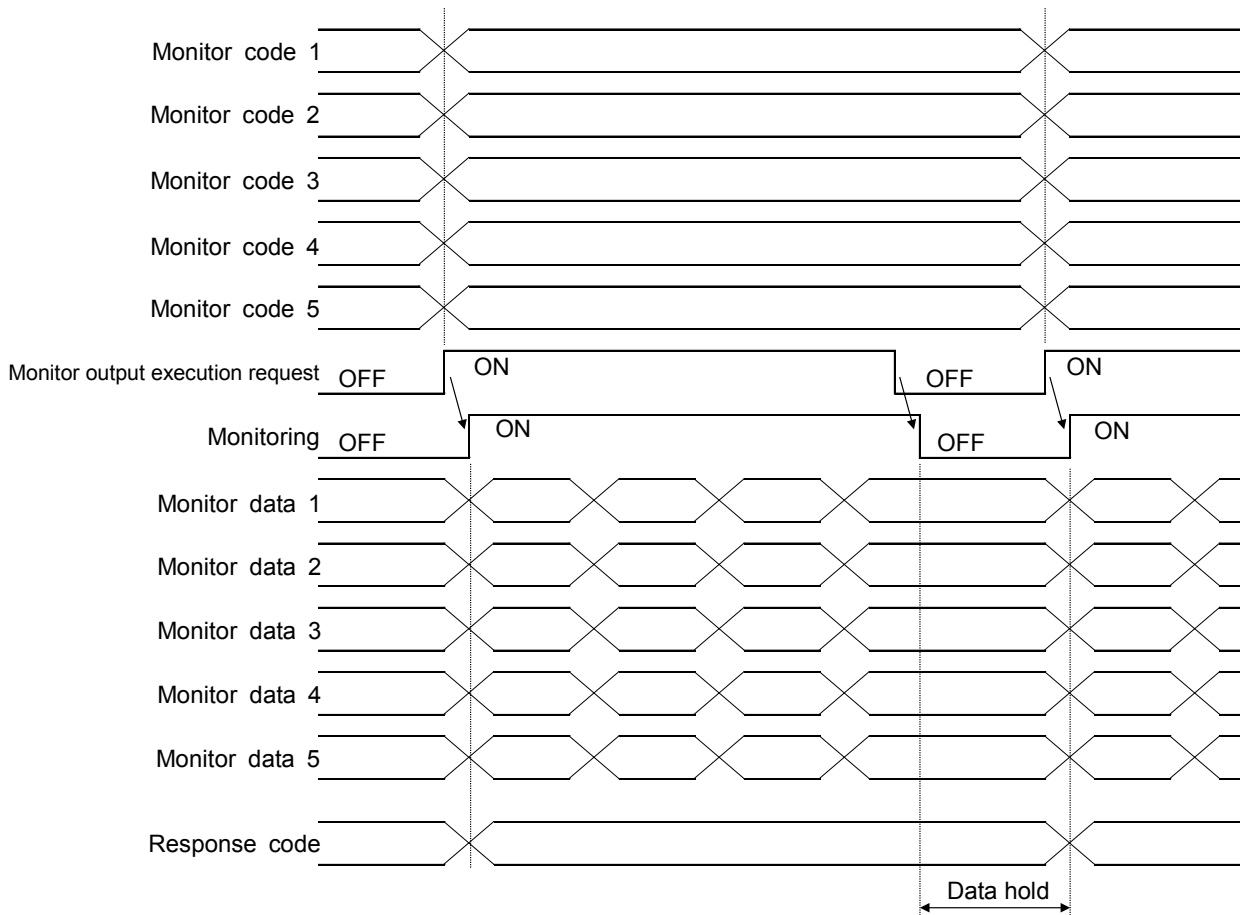 Monitor code 1
Monitor code 2
Monitor code 3
Monitor code 4
Monitor code 5
Monitor output execution request OFF ON OFF ON
Monitoring OFF ON OFF ON
Monitor data 1
Monitor data 2
Monitor data 3
Monitor data 4
Monitor data 5
Response code
Data hold